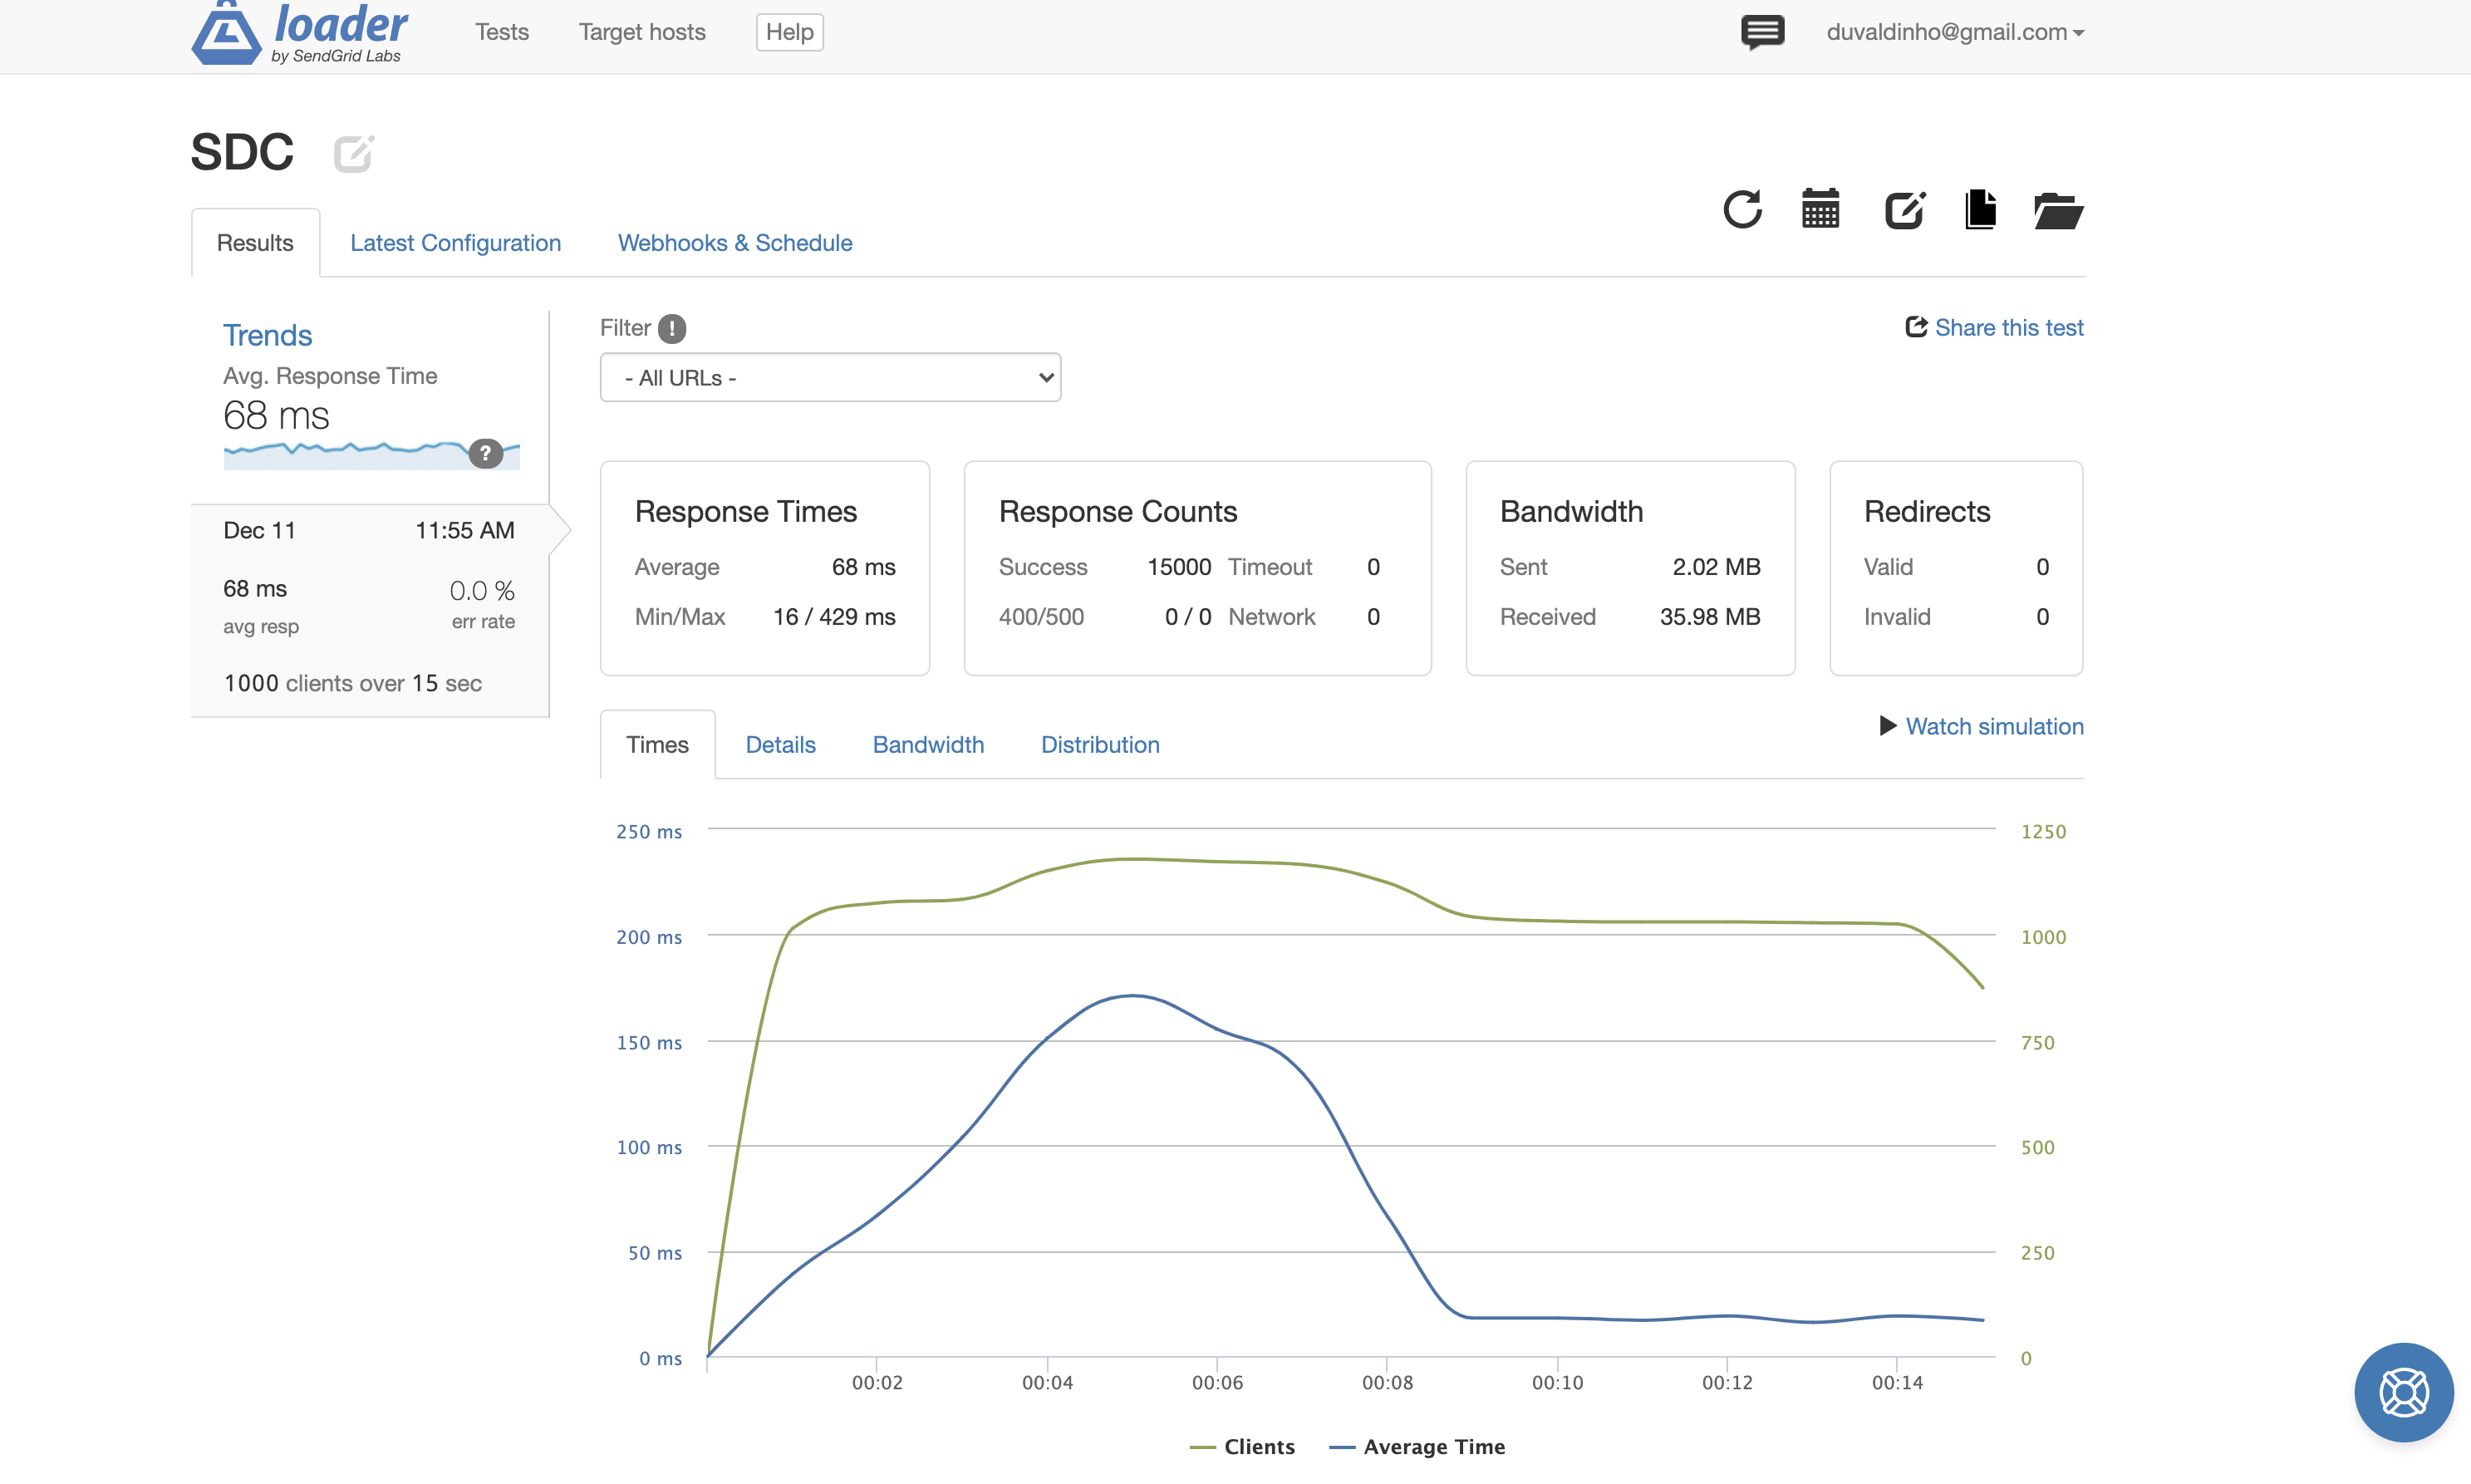 loader
by SendGrid Labs
Tests Target hosts Help
duvaldinho@gmail.com
SDC
Results Latest Configuration Webhooks & Schedule
Trends
Avg. Response Time
68 ms
?
Dec 11 11:55 AM
68 ms 0.0 %
avg resp err rate
1000 clients over 15 sec
Filter !
- All URLs -
Share this test
Response Times
Average 68 ms
Min/Max 16 / 429 ms
Response Counts
Success 15000 Timeout 0
400/500 0 / 0 Network 0
Bandwidth
Sent 2.02 MB
Received 35.98 MB
Redirects
Valid 0
Invalid 0
Times Details Bandwidth Distribution
Watch simulation
250 ms 1250
200 ms 1000
150 ms 750
100 ms 500
50 ms 250
0 ms 0
00:02 00:04 00:06 00:08 00:10 00:12 00:14
Clients Average Time